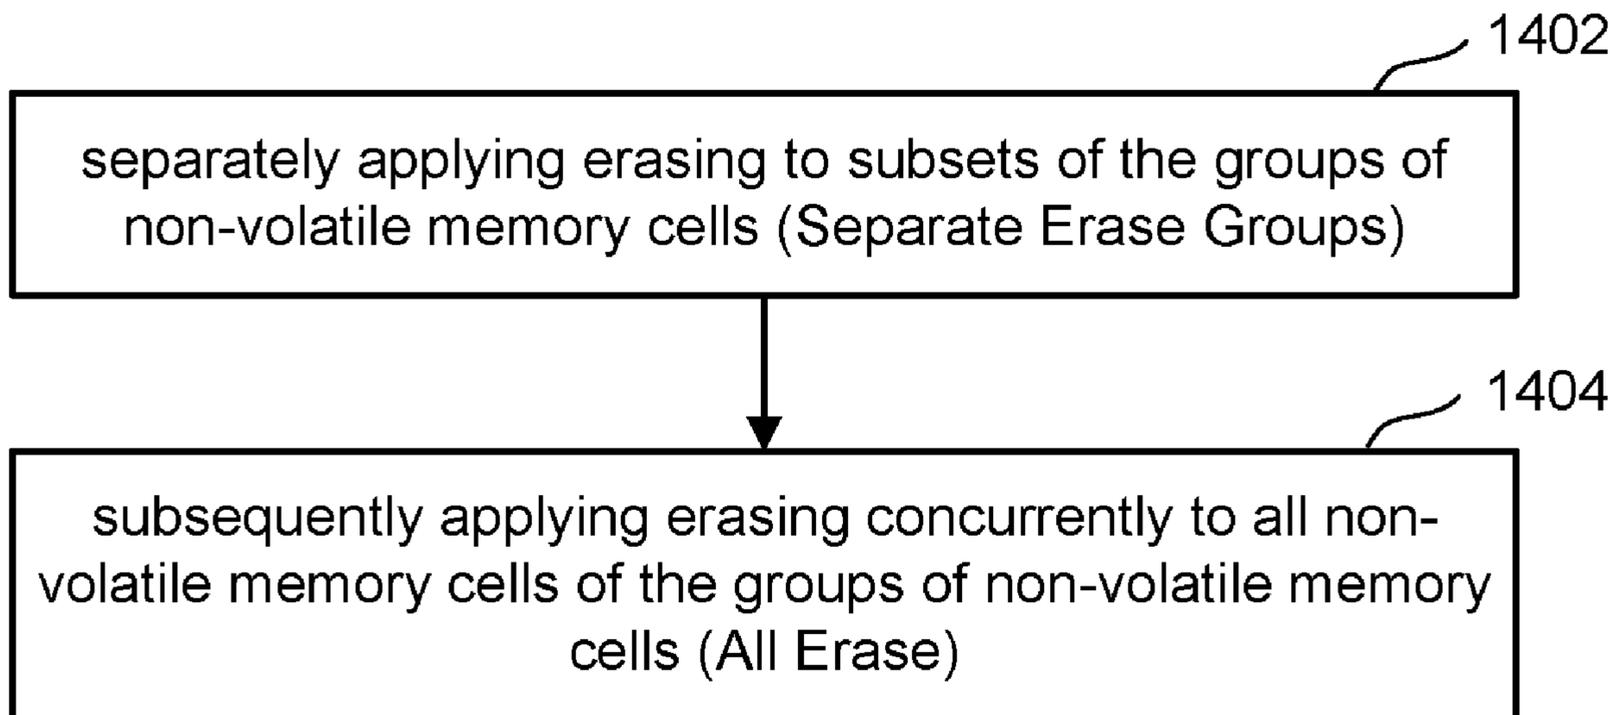 1402
separately applying erasing to subsets of the groups of
non-volatile memory cells (Separate Erase Groups)
1404
subsequently applying erasing concurrently to all non-
volatile memory cells of the groups of non-volatile memory
cells (All Erase)